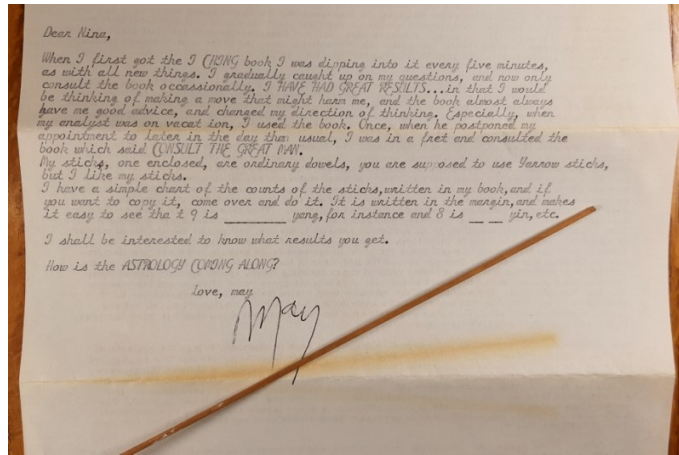 Dear Nina,
When I first got the I CHING book I was dipping into it every five minutes,
as with all new things. I gradually caught up on my questions, and now only
consult the book occassionally. I HAVE HAD GREAT RESULTS...in that I would
be thinking of making a move that might harm me, and the book almost always
gave me good advice, and changed my direction of thinking. Especially, when
my analyst was on vacat ion, I used the book. Once, when he postponed my
appointment to later in the day than usual, I was in a fret and consulted the
book which said CONSULT THE GREAT MAN.
My sticks, one enclosed, are ordinary dowels, you are supposed to use Yarrow sticks,
but I like my sticks.
I have a simple chart of the counts of the sticks,written in my book,and if
you want to copy it, come over and do it. It is written in the margin,and makes
it easy to see tha t 9 is _________ yang,for instance and 8 is __ __ yin,etc.
I shall be interested to know what results you get.
How is the ASTROLOGY COMING ALONG?
love, may
May